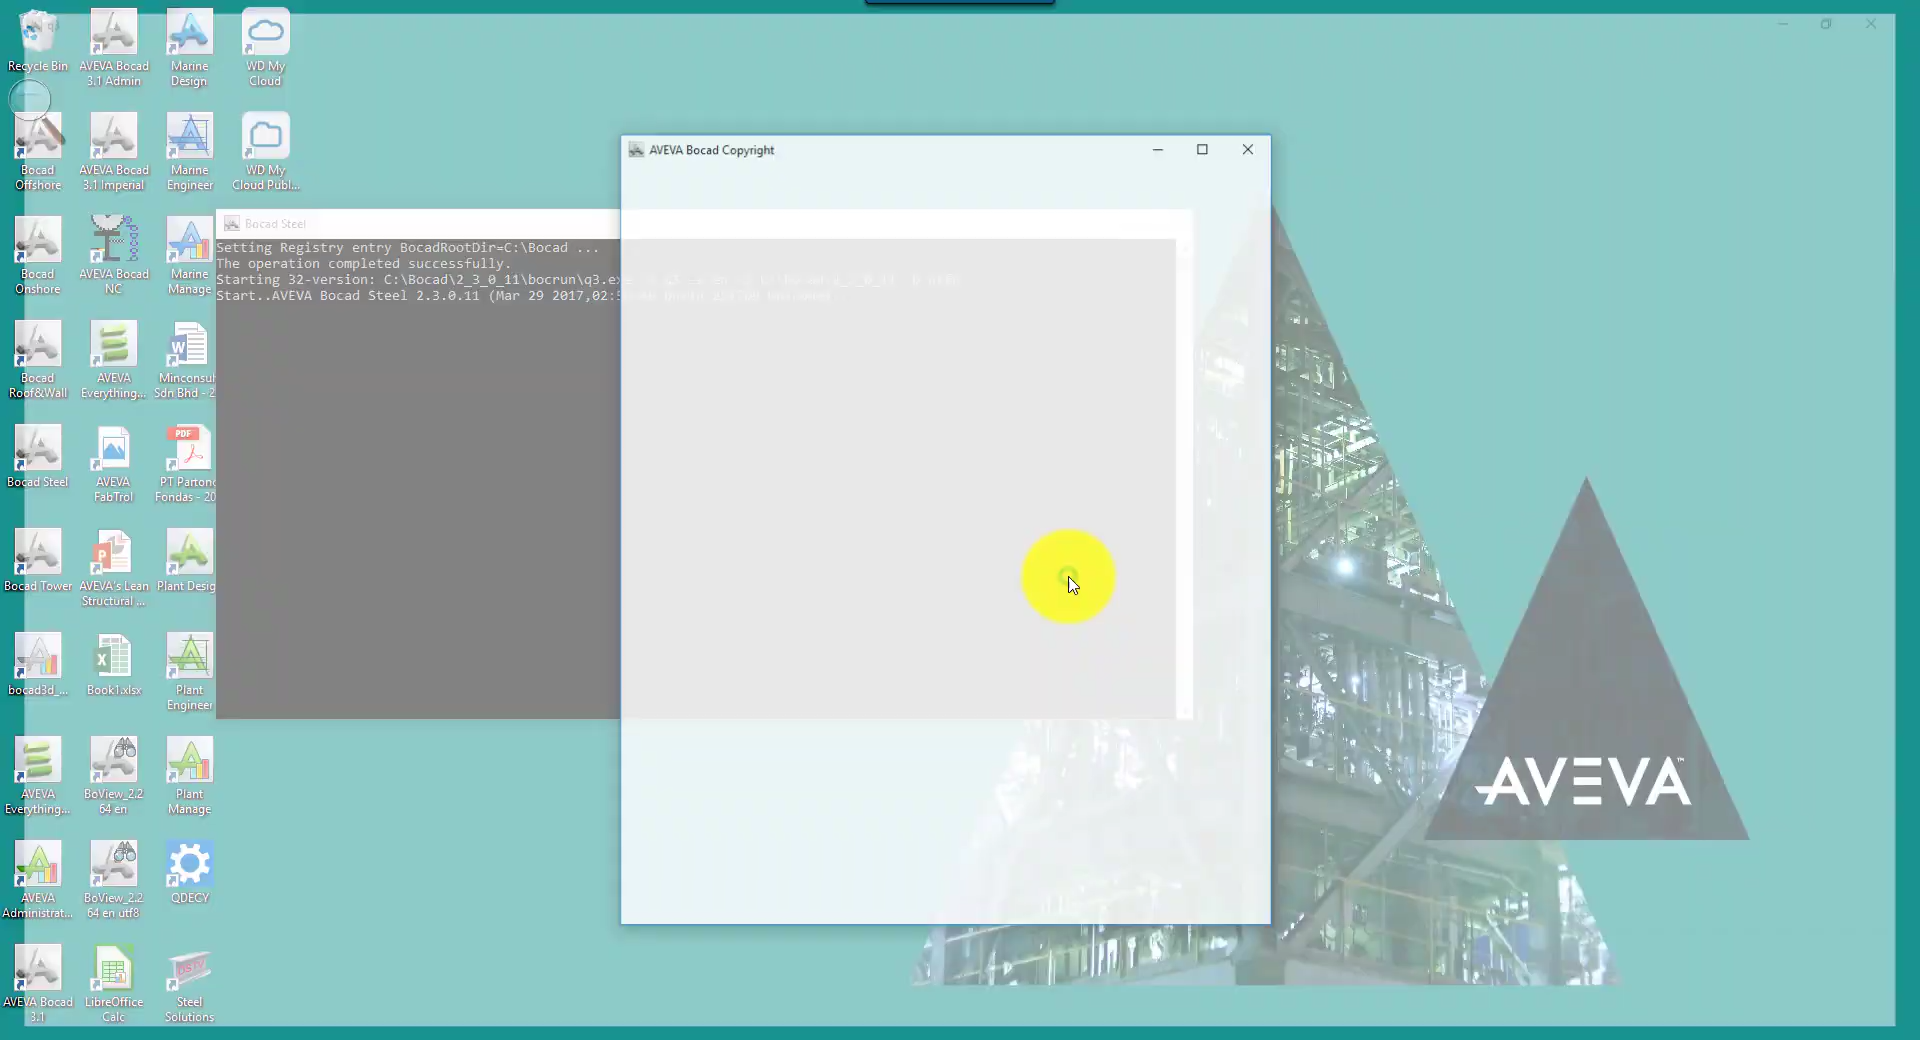 q3
Recycle Bin
AVEVA Bocad
3.1 Admin
Marine
Design
WD My
Cloud
Bocad
Offshore
AVEVA Bocad
3.1 Imperial
Marine
Engineer
WD My
Cloud Publ...
Bocad
Onshore
AVEVA Bocad
NC
Marine
Manage
Bocad
Roof&Wall
AVEVA
Everything...
Minconsul
Sdn Bhd - 2
Bocad Steel
AVEVA
FabTrol
PDF
PT Parton
Fondas - 20
Bocad Tower
AVEVA's Lean
Structural ...
Plant Desig
bocad3d_...
Book1.xlsx
Plant
Engineer
AVEVA
Everything...
BoView_2.2
64 en
Plant
Manage
AVEVA
Administrat...
BoView_2.2
64 en utf8
QDECY
AVEVA Bocad
3.1
LibreOffice
Calc
Steel
Solutions
Bocad Steel
Setting Registry entry BocadRootDir=C:\Bocad ...
The operation completed successfully.
Starting 32-version: C:\Bocad\2_3_0_11\bocrun\q3.exe
Start..AVEVA Bocad Steel 2.3.0.11 (Mar 29 2017,02:5
AVEVA Bocad Copyright
AVEVA™